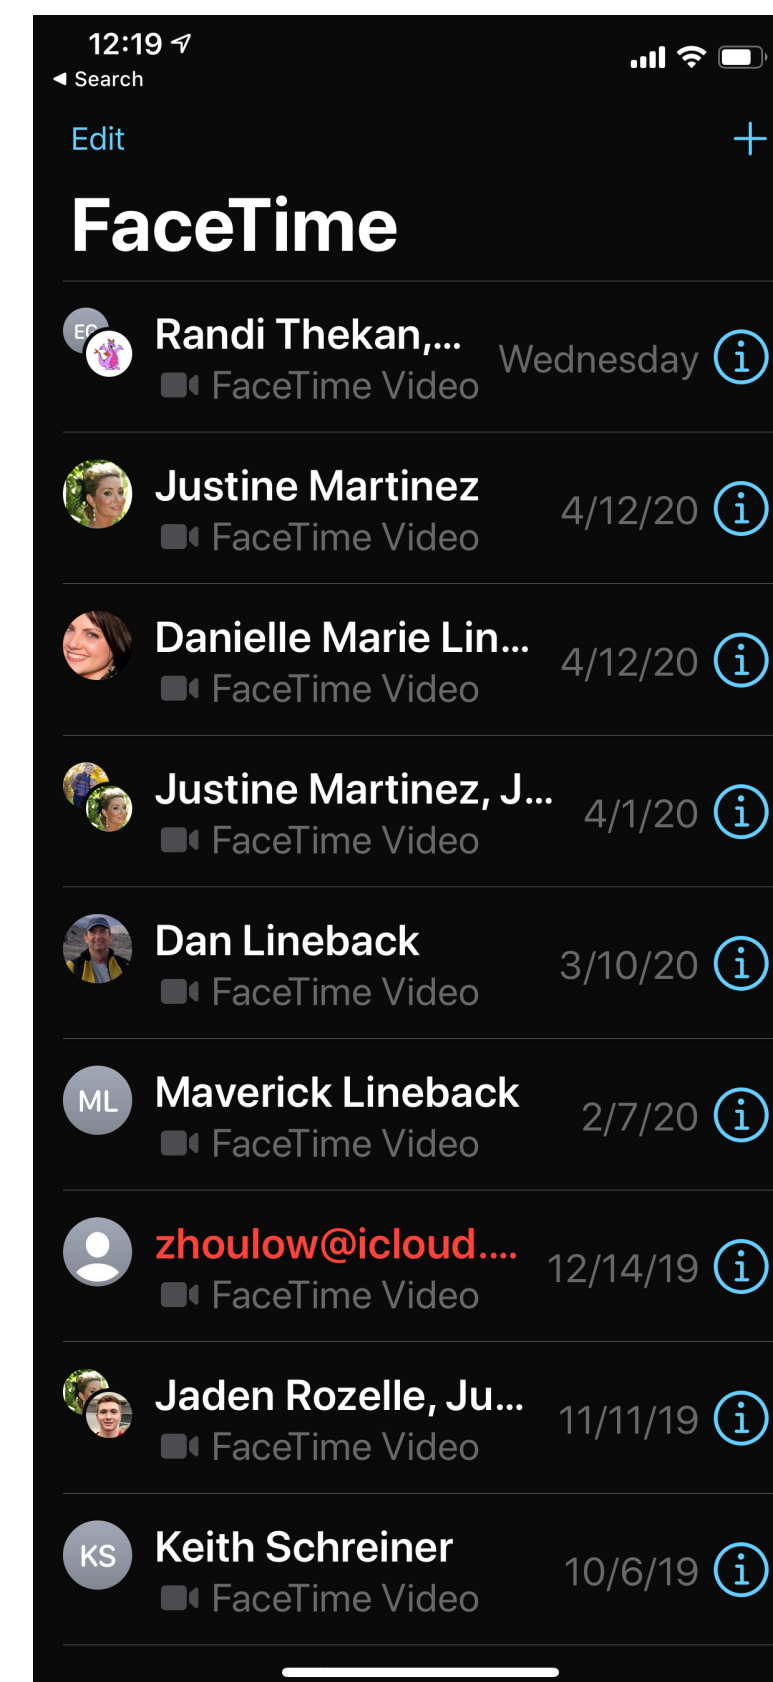 12:19
◀ Search
Edit
FaceTime
Randi Thekan,...
FaceTime Video
Wednesday
Justine Martinez
FaceTime Video
4/12/20
Danielle Marie Lin...
FaceTime Video
4/12/20
Justine Martinez, J...
FaceTime Video
4/1/20
Dan Lineback
FaceTime Video
3/10/20
ML
Maverick Lineback
FaceTime Video
2/7/20
zhoulow@icloud....
FaceTime Video
12/14/19
Jaden Rozelle, Ju...
FaceTime Video
11/11/19
KS
Keith Schreiner
FaceTime Video
10/6/19